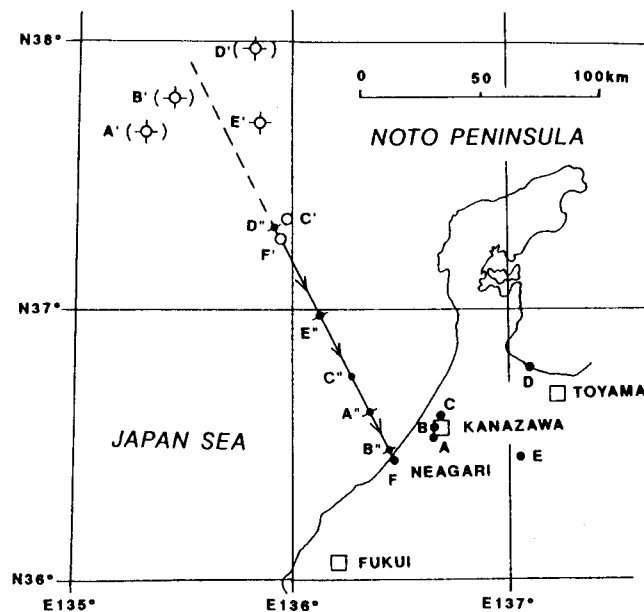 N38°
D'
0 50 100km
B'
A'
E'
NOTO PENINSULA
C'
D"
F'
N37°
E"
C"
D
TOYAMA
A"
C
B
KANAZAWA
JAPAN SEA
A
B"
E
F
NEAGARI
FUKUI
N36°
E135°
E136°
E137°